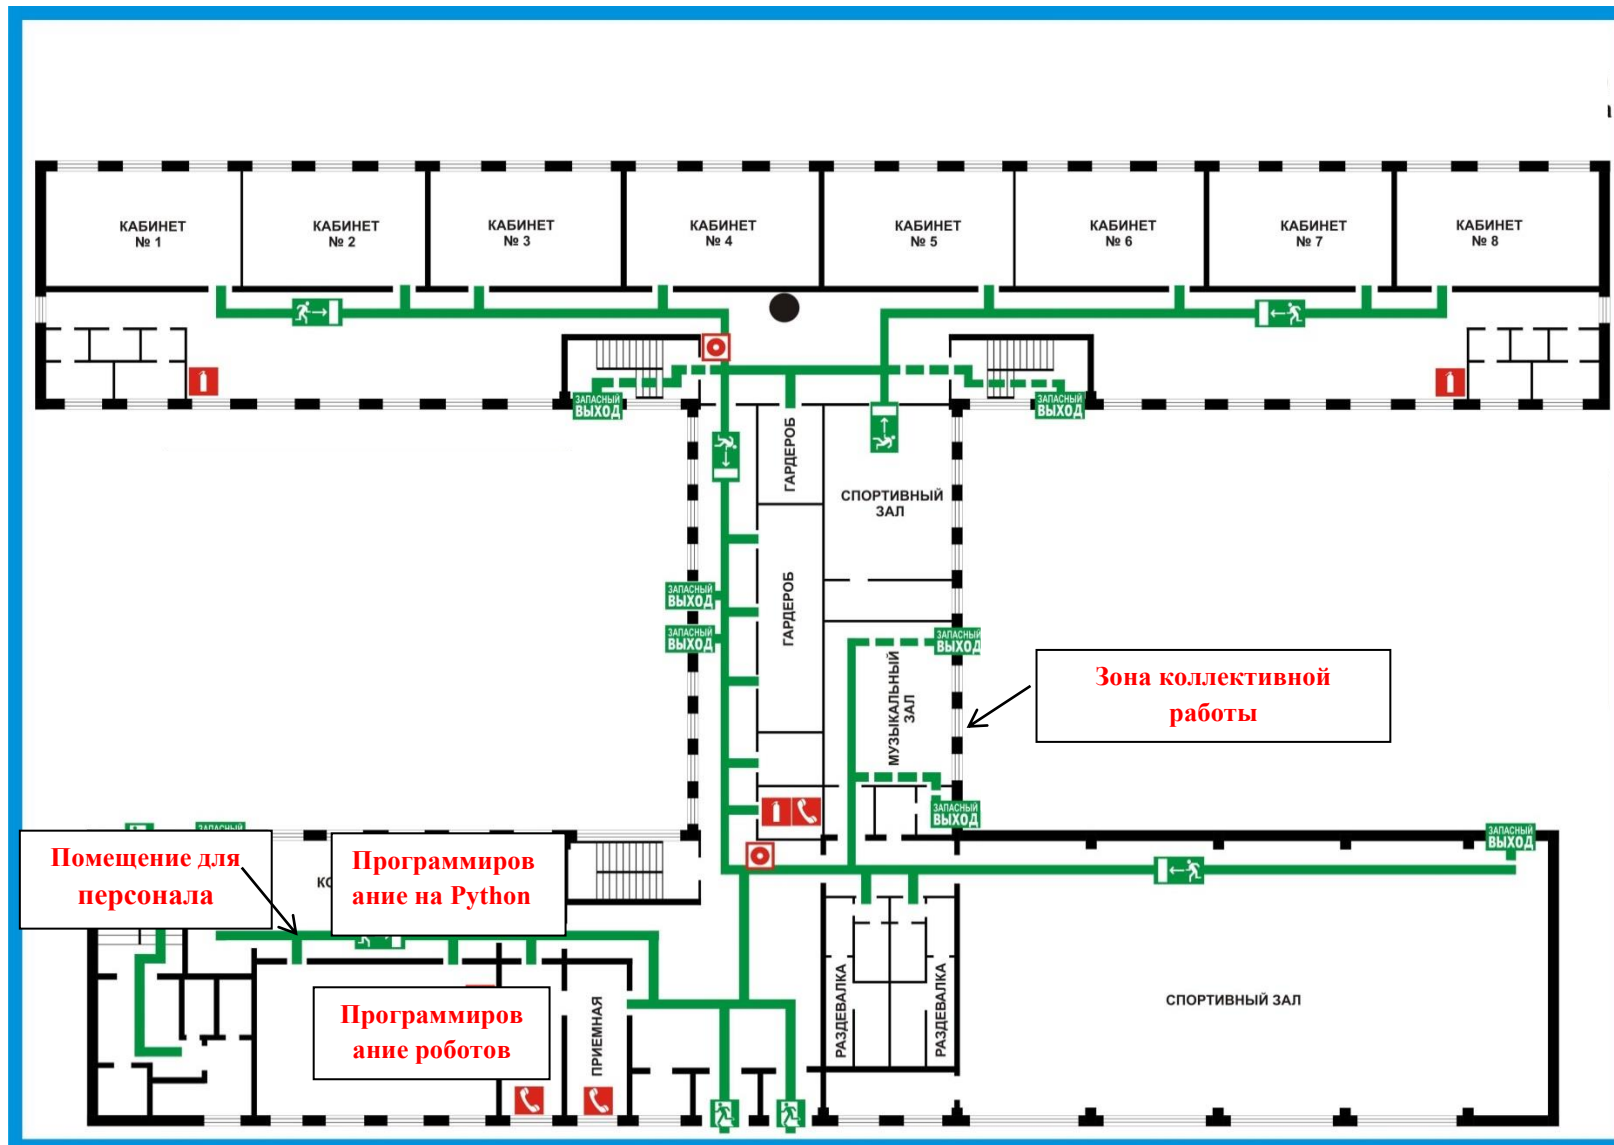 КАБИНЕТ
№ 1
КАБИНЕТ
№ 2
КАБИНЕТ
№ 3
КАБИНЕТ
№ 4
КАБИНЕТ
№ 5
КАБИНЕТ
№ 6
КАБИНЕТ
№ 7
КАБИНЕТ
№ 8
ЗАПАСНЫЙ
ВЫХОД
ЗАПАСНЫЙ
ВЫХОД
ГАРДЕРОБ
СПОРТИВНЫЙ
ЗАЛ
ГАРДЕРОБ
ЗАПАСНЫЙ
ВЫХОД
ЗАПАСНЫЙ
ВЫХОД
ЗАПАСНЫЙ
ВЫХОД
МУЗЫКАЛЬНЫЙ
ЗАЛ
Зона коллективной
работы
ЗАПАСНЫЙ
ВЫХОД
ЗАПАСНЫЙ
ВЫХОД
ЗАПАСНЫЙ
Помещение для
персонала
Программиров
ание на Python
Программиров
ание роботов
ПРИЕМНАЯ
РАЗДЕВАЛКА
РАЗДЕВАЛКА
СПОРТИВНЫЙ ЗАЛ